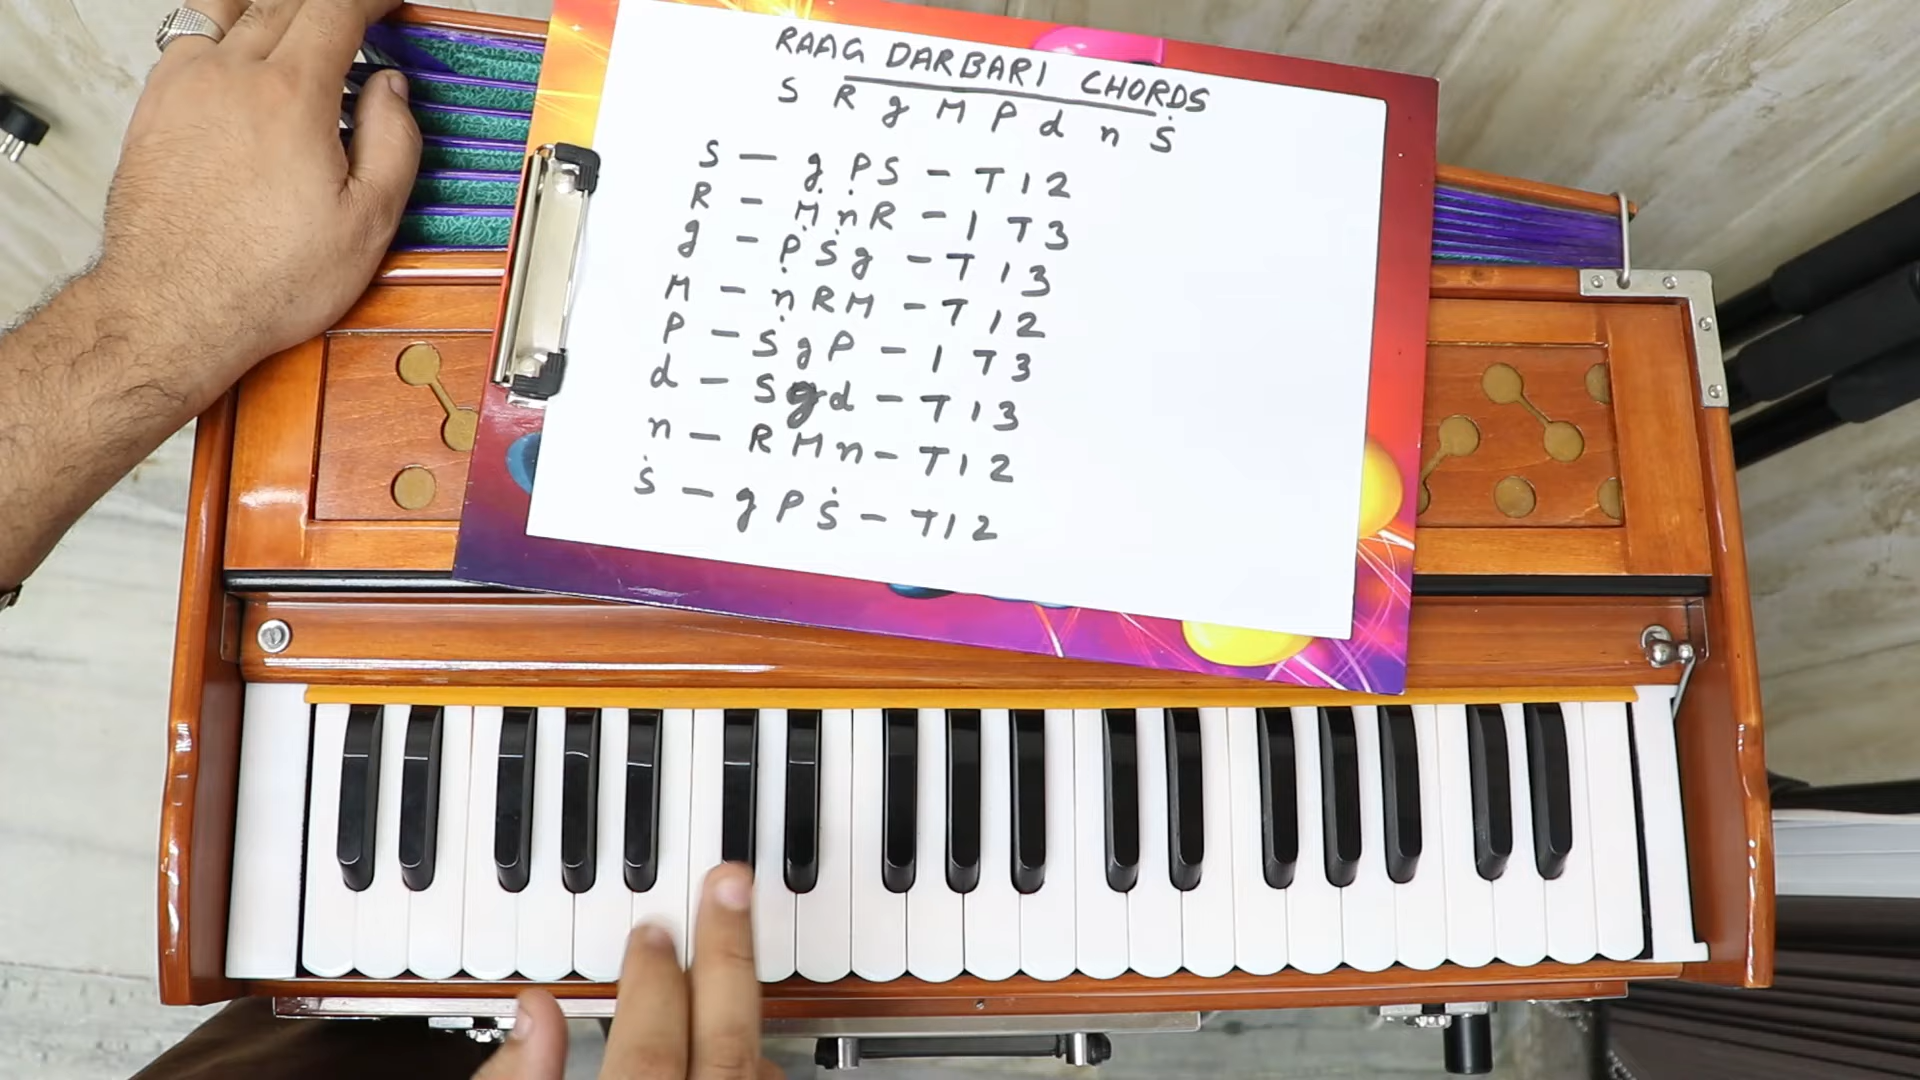 RAAG DARBARI CHORDS
S R g M P d n Ṡ
S — g̣ P̣ S – T 1 2
R – Ṃ ṇ R – 1 T 3
g – P̣ S g – T 1 3
M – ṇ R M – T 1 2
P – S g P – 1 T 3
d – S g d – T 1 3
n – R M n – T 1 2
Ṡ – g P Ṡ – T 1 2